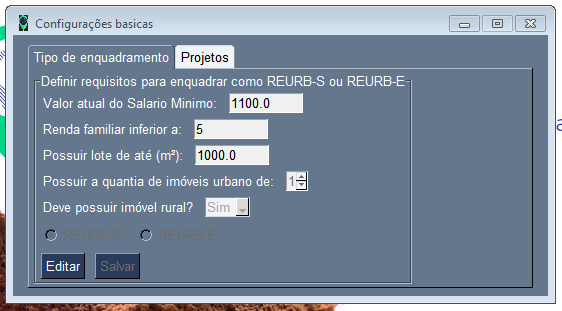 Configurações basicas
Tipo de enquadramento Projetos
Definir requisitos para enquadrar como REURB-S ou REURB-E
Valor atual do Salario Minimo: 1100.0
Renda familiar inferior a: 5
Possuir lote de até (m²): 1000.0
Possuir a quantia de imóveis urbano de: 1
Deve possuir imóvel rural? Sim
REURB-S REURB-E
Editar Salvar